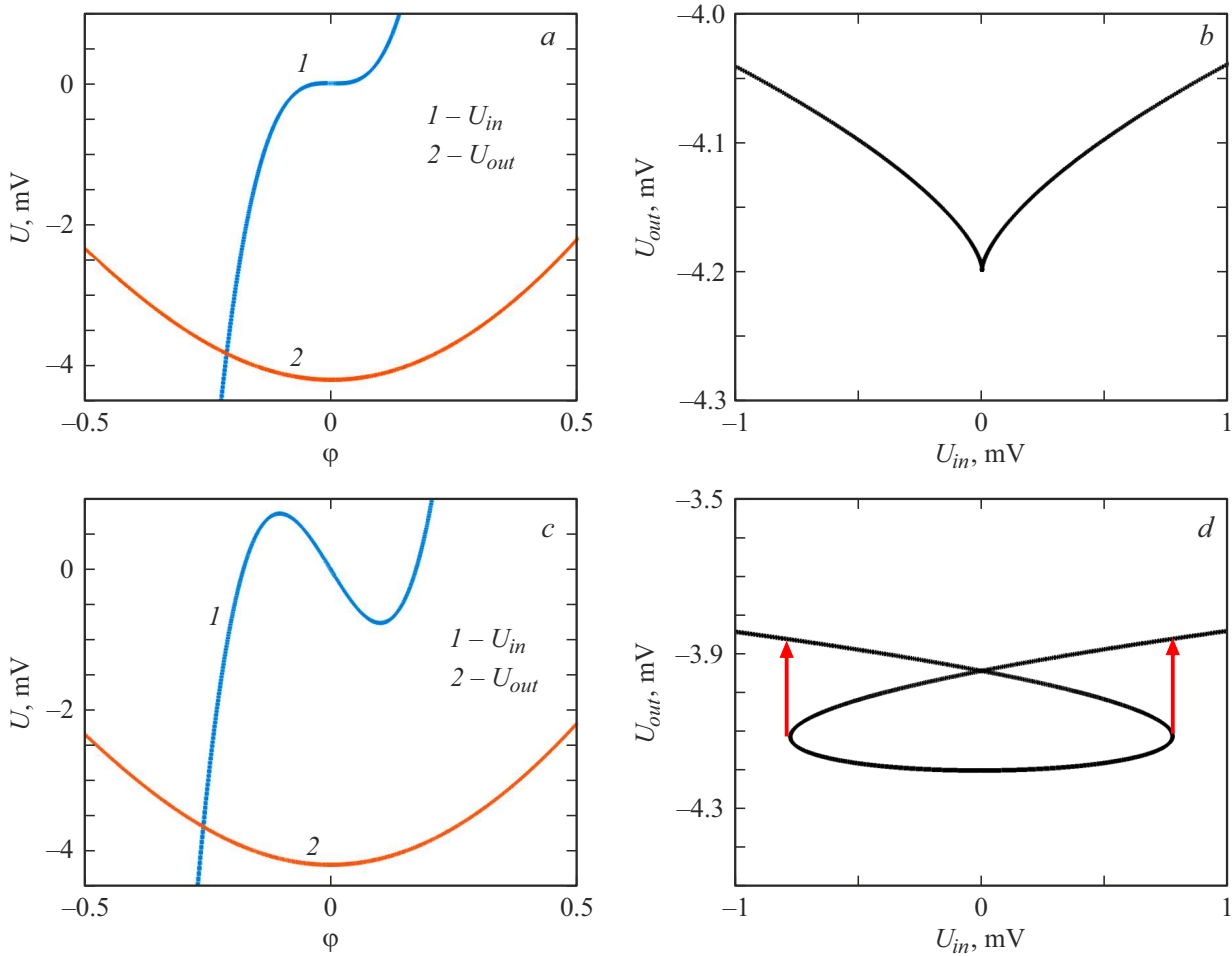 a
1
1 – U_in
2 – U_out
2
U, mV
0
–2
–4
–0.5
0
0.5
φ
b
U_out, mV
–4.0
–4.1
–4.2
–4.3
–1
0
1
U_in, mV
c
1
1 – U_in
2 – U_out
2
U, mV
0
–2
–4
–0.5
0
0.5
φ
d
U_out, mV
–3.5
–3.9
–4.3
–1
0
1
U_in, mV